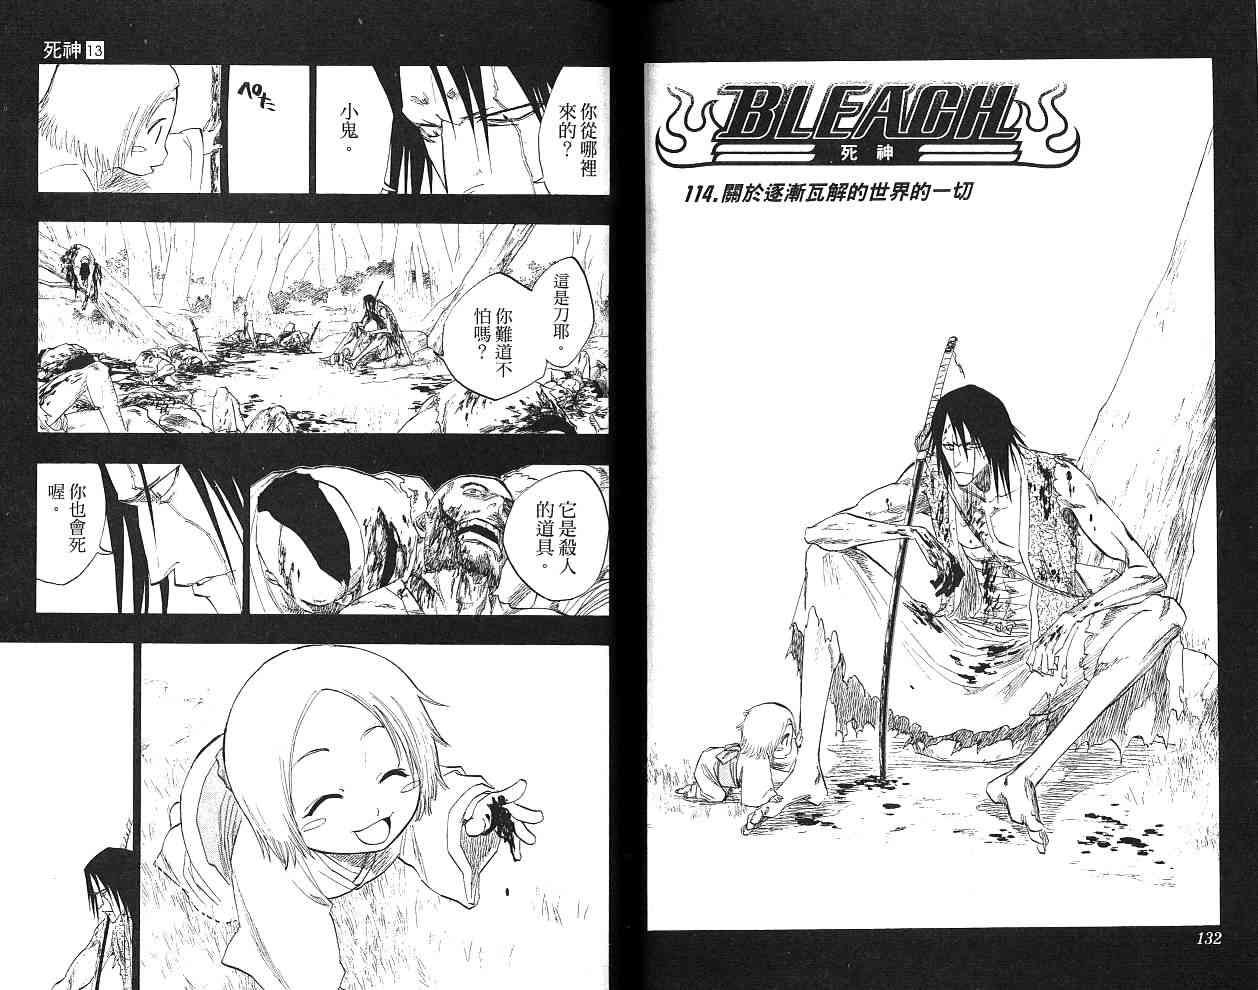 BLEACH
死神
114.關於逐漸瓦解的世界的一切
132
死神 13
你從哪裡
來的？
小鬼。
ペタ
這是刀耶。
你難道不
怕嗎？
它是殺人
的道具。
你也會死
喔。